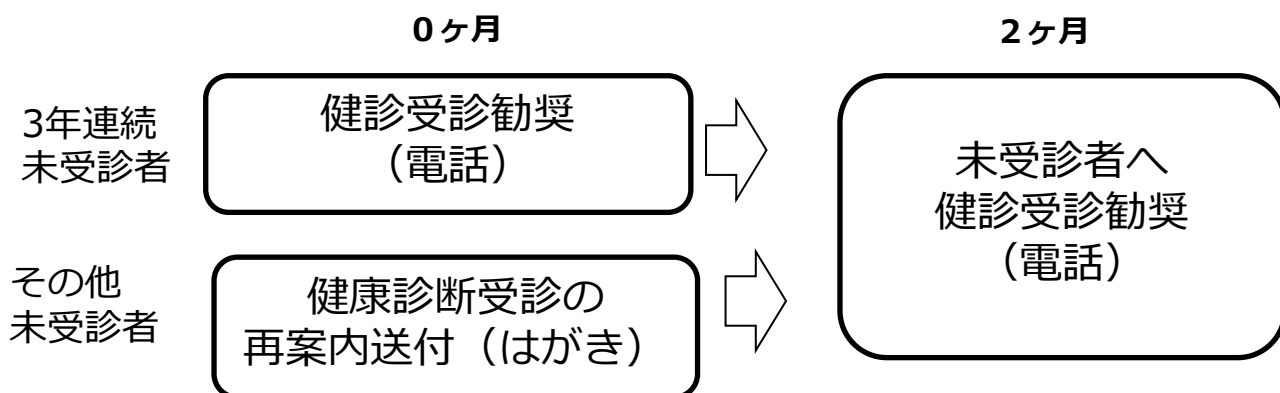 0ヶ月
2ヶ月
3年連続
未受診者
健診受診勧奨
（電話）
その他
未受診者
健康診断受診の
再案内送付（はがき）
未受診者へ
健診受診勧奨
（電話）